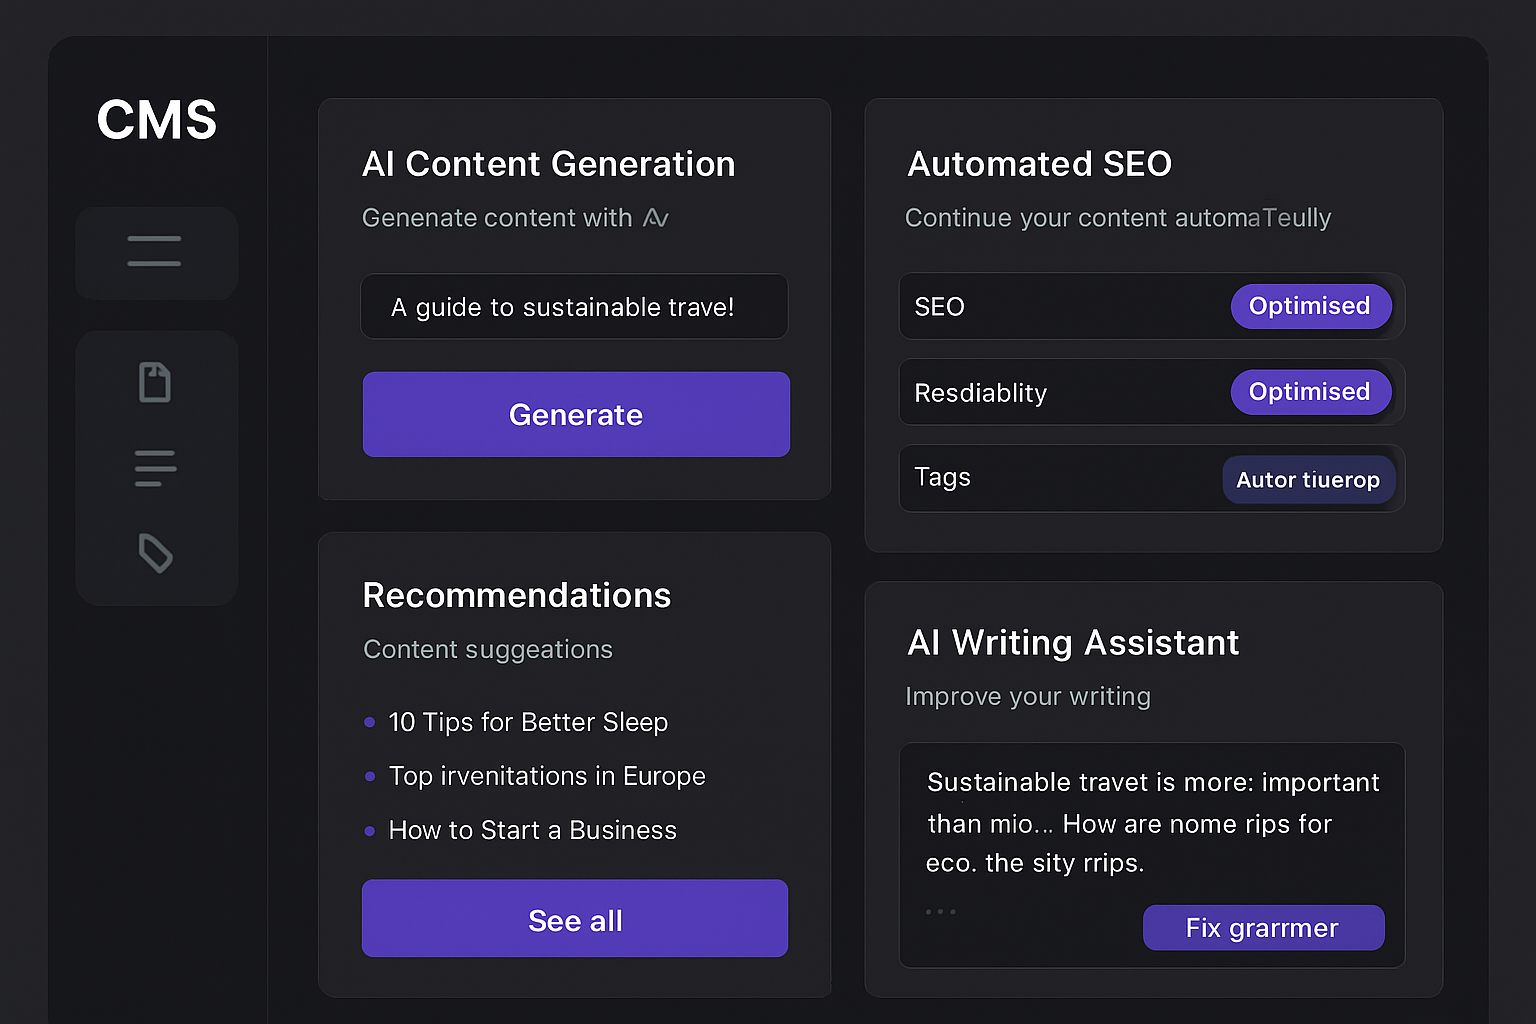 CMS
AI Content Generation
Genenate content with
A guide to sustainable trave!
Generate
Automated SEO
Continue your content automaTeully
SEO
Optimised
Resdiablity
Optimised
Tags
Autor tiuerop
Recommendations
Content suggeations
10 Tips for Better Sleep
Top irvenitations in Europe
How to Start a Business
See all
AI Writing Assistant
Improve your writing
Sustainable travet is more: important
than mio... How are nome rips for
eco. the sity rrips.
...
Fix grarrmer